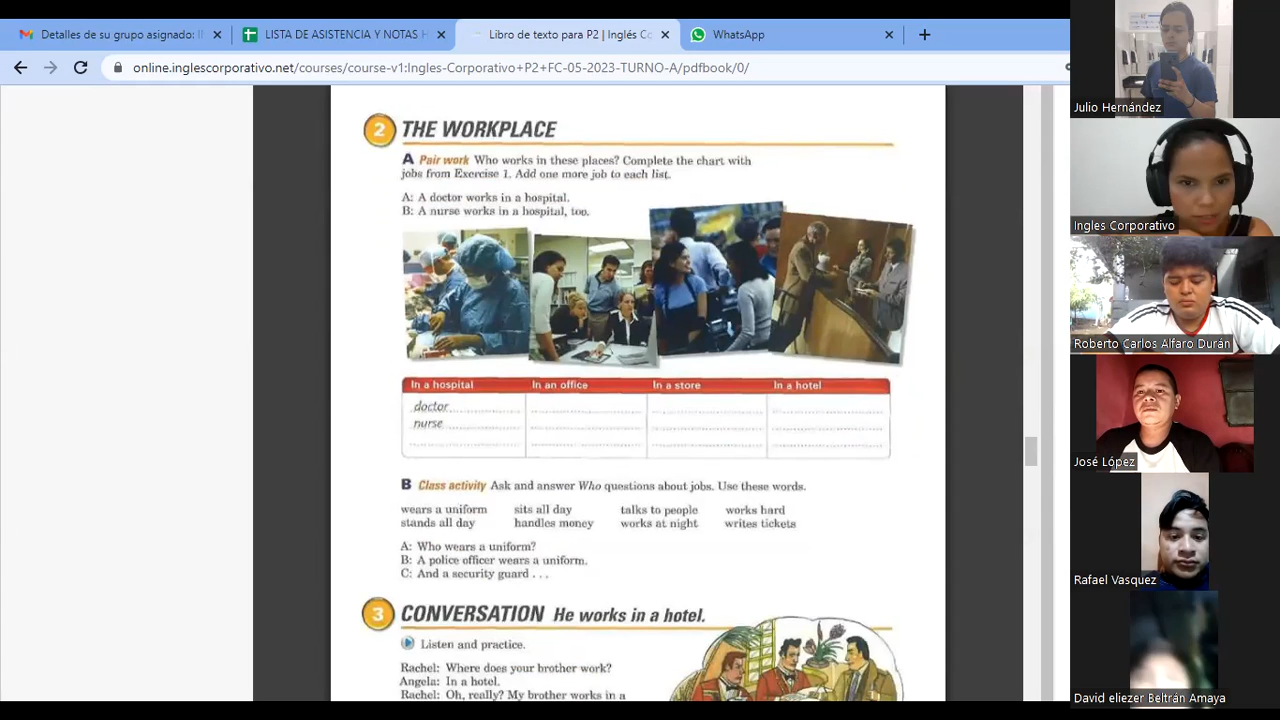 Detalles de su grupo asignado: I
LISTA DE ASISTENCIA Y NOTAS H
Libro de texto para P2 | Inglés Co
WhatsApp
online.inglescorporativo.net/courses/course-v1:Ingles-Corporativo+P2+FC-05-2023-TURNO-A/pdfbook/0/
2 THE WORKPLACE
A Pair work Who works in these places? Complete the chart with
jobs from Exercise 1. Add one more job to each list.
A: A doctor works in a hospital.
B: A nurse works in a hospital, too.
In a hospital In an office In a store In a hotel
doctor
nurse
B Class activity Ask and answer Who questions about jobs. Use these words.
wears a uniform sits all day talks to people works hard
stands all day handles money works at night writes tickets
A: Who wears a uniform?
B: A police officer wears a uniform.
C: And a security guard . . .
3 CONVERSATION He works in a hotel.
Listen and practice.
Rachel: Where does your brother work?
Angela: In a hotel.
Rachel: Oh, really? My brother works in a
Julio Hernández
Ingles Corporativo
Roberto Carlos Alfaro Durán
José López
Rafael Vasquez
David eliezer Beltrán Amaya